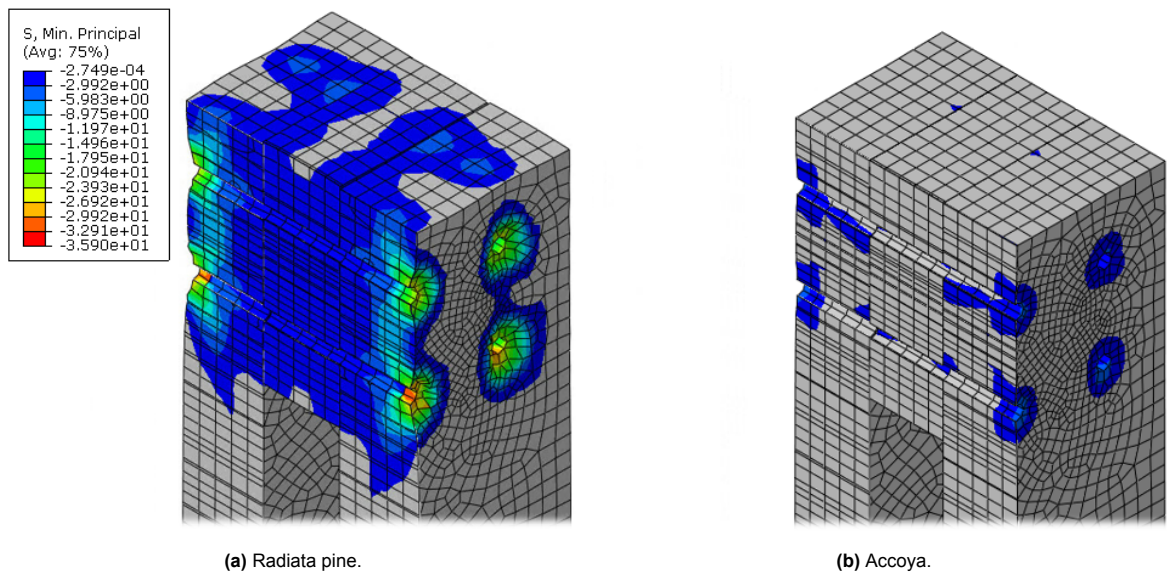 S, Min. Principal
(Avg: 75%)
-2.749e-04
-2.992e+00
-5.983e+00
-8.975e+00
-1.197e+01
-1.496e+01
-1.795e+01
-2.094e+01
-2.393e+01
-2.692e+01
-2.992e+01
-3.291e+01
-3.590e+01
(a) Radiata pine.
(b) Accoya.